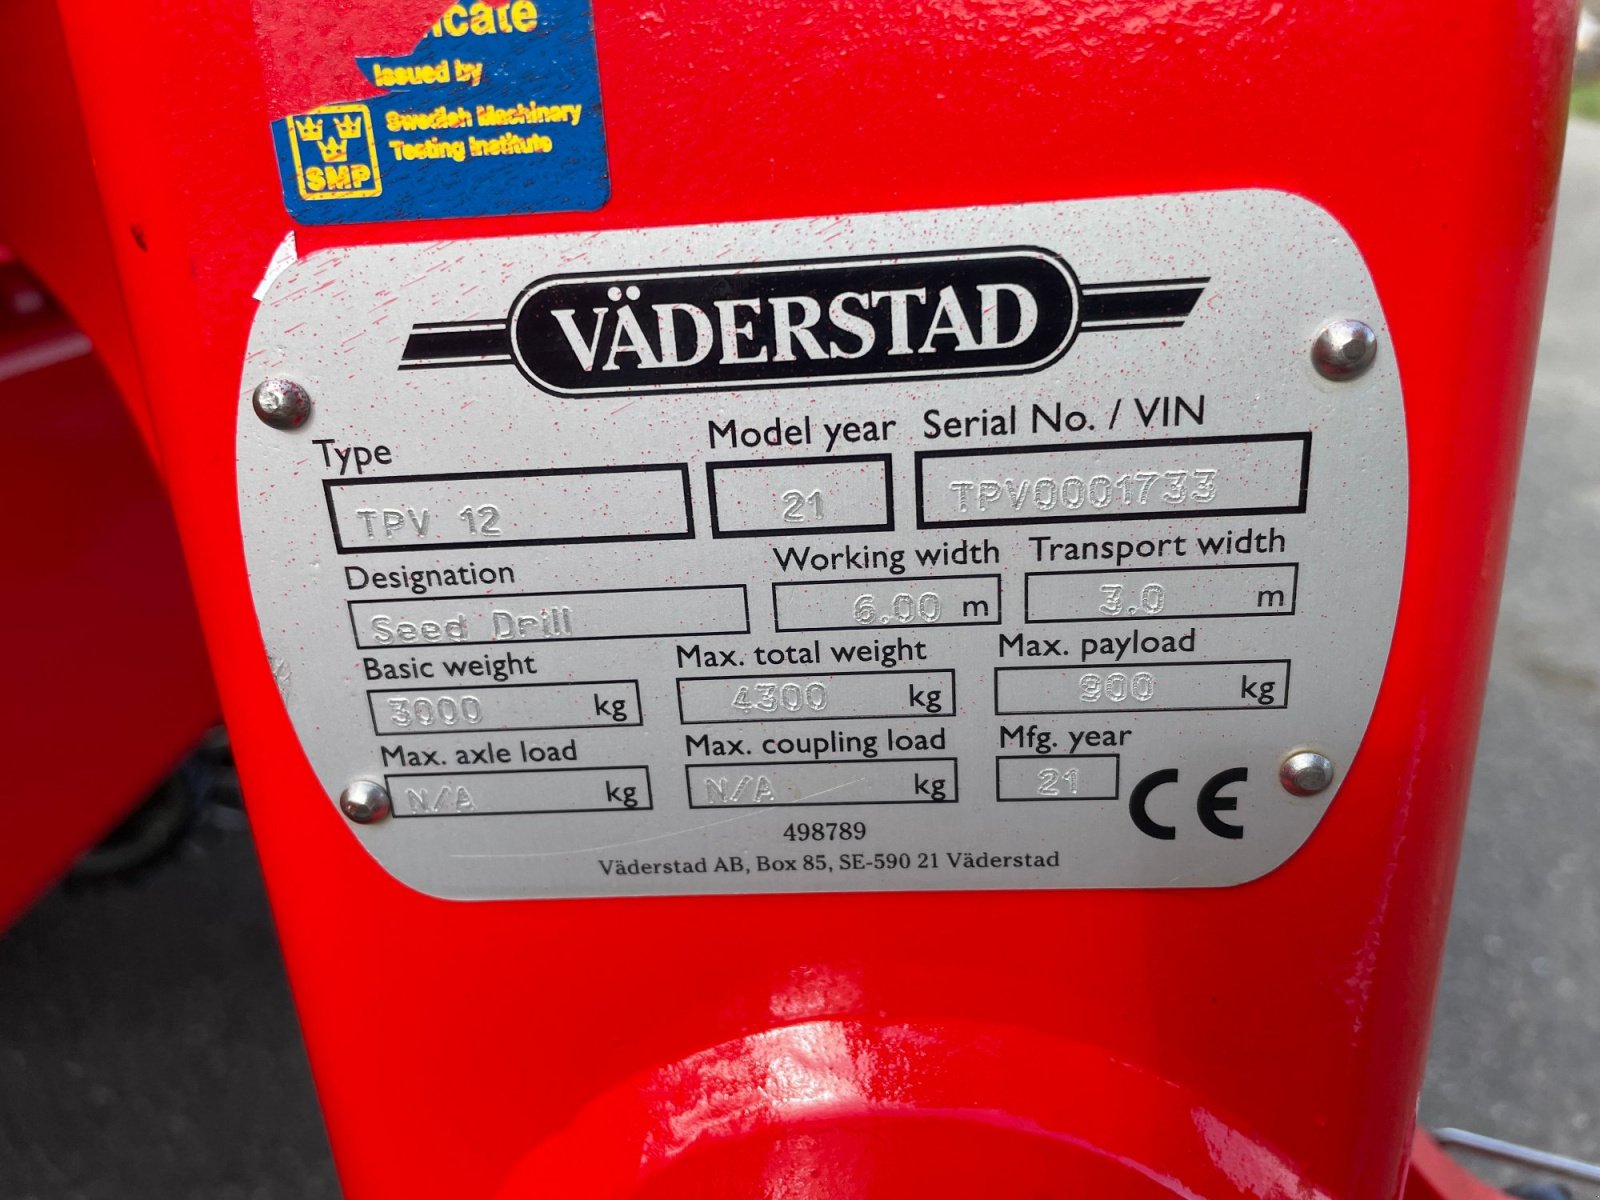 icate
Issued by
Swedish Machinery
Testing Institute
SMP
VÄDERSTAD
Type Model year Serial No. / VIN
TPV 12 21 TPV0001733
Designation Working width Transport width
Seed Drill 6.00 m 3.0 m
Basic weight Max. total weight Max. payload
3000 kg 4300 kg 900 kg
Max. axle load Max. coupling load Mfg. year
N/A kg N/A kg 21 CE
498789
Väderstad AB, Box 85, SE-590 21 Väderstad